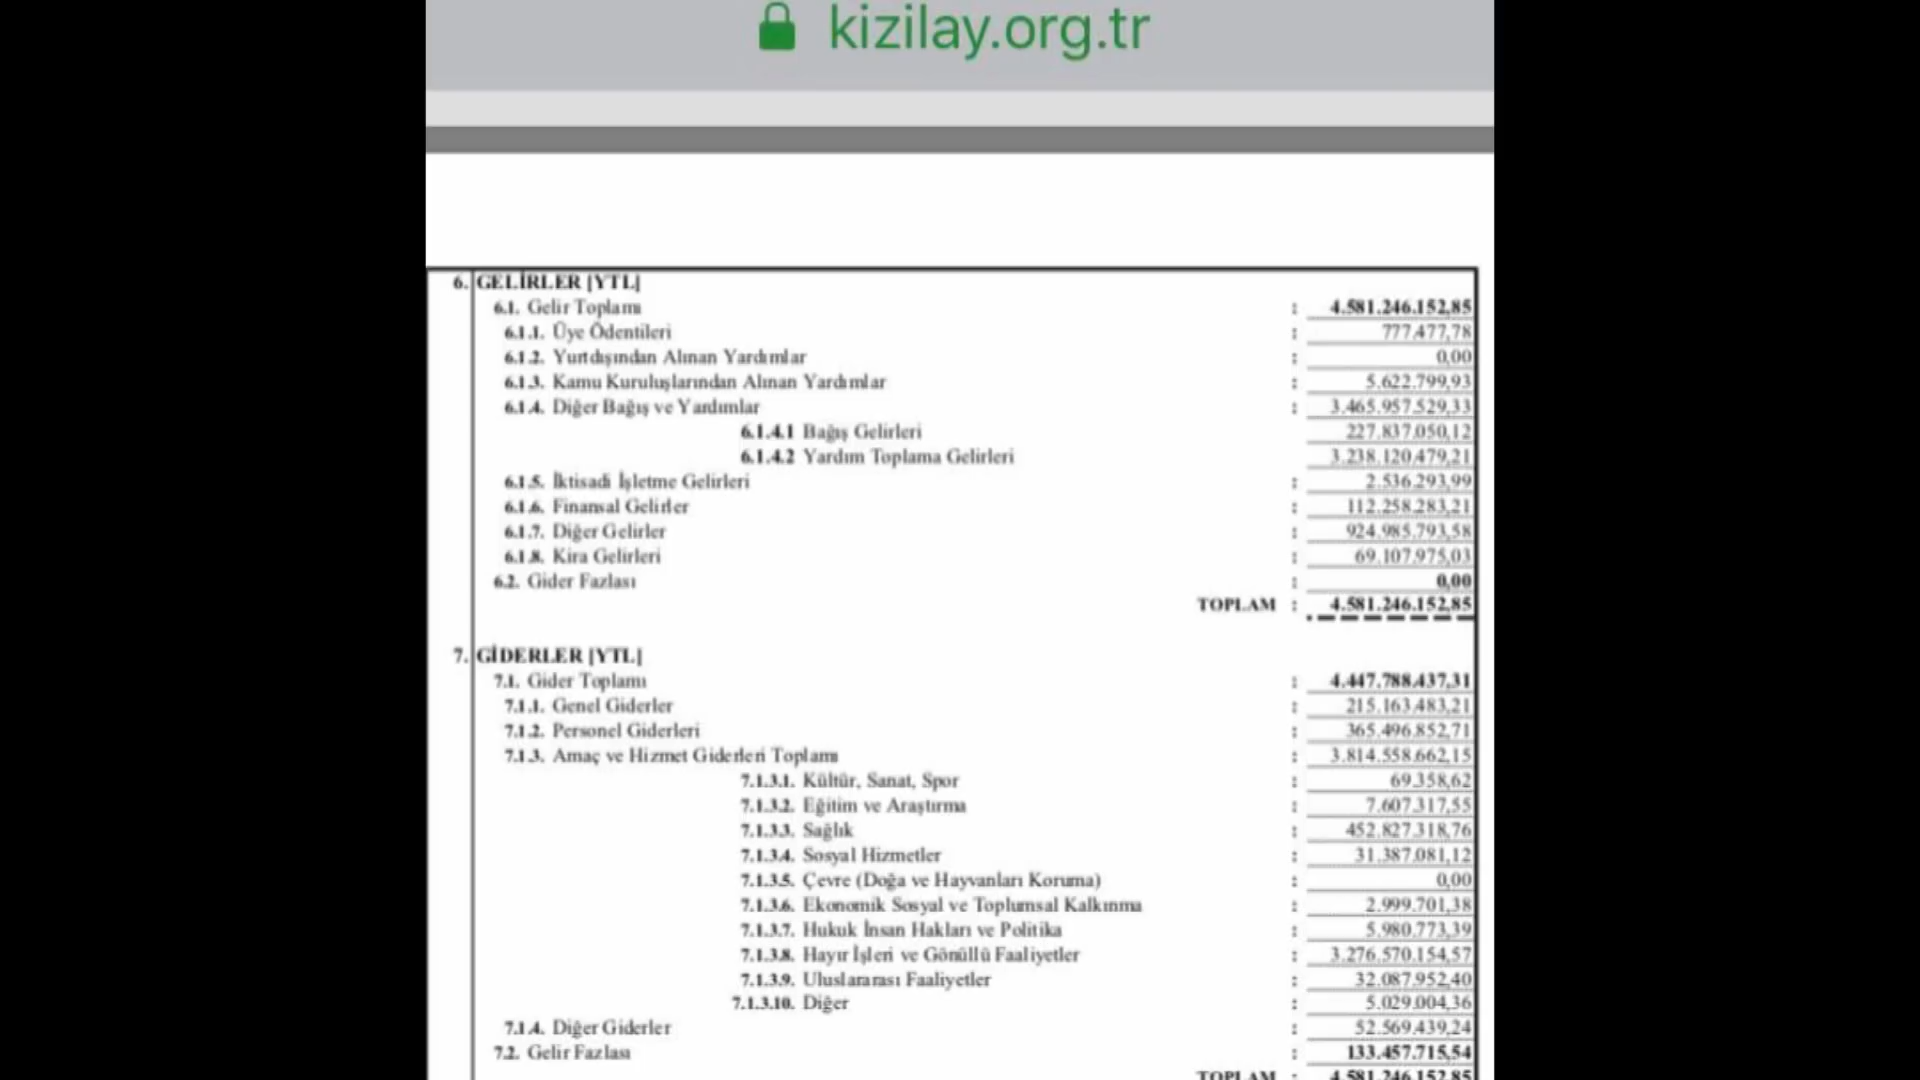 kizilay.org.tr
6. GELİRLER [YTL]
6.1. Gelir Toplamı : 4.581.246.152,85
6.1.1. Üye Ödentileri : 777.477,78
6.1.2. Yurtdışından Alınan Yardımlar : 0,00
6.1.3. Kamu Kuruluşlarından Alınan Yardımlar : 5.622.799,93
6.1.4. Diğer Bağış ve Yardımlar : 3.465.957.529,33
6.1.4.1 Bağış Gelirleri 227.837.050,12
6.1.4.2 Yardım Toplama Gelirleri 3.238.120.479,21
6.1.5. İktisadi İşletme Gelirleri : 2.536.293,99
6.1.6. Finansal Gelirler : 112.258.283,21
6.1.7. Diğer Gelirler : 924.985.793,58
6.1.8. Kira Gelirleri : 69.107.975,03
6.2. Gider Fazlası : 0,00
TOPLAM : 4.581.246.152,85
7. GİDERLER [YTL]
7.1. Gider Toplamı : 4.447.788.437,31
7.1.1. Genel Giderler : 215.163.483,21
7.1.2. Personel Giderleri : 365.496.852,71
7.1.3. Amaç ve Hizmet Giderleri Toplamı : 3.814.558.662,15
7.1.3.1. Kültür, Sanat, Spor : 69.358,62
7.1.3.2. Eğitim ve Araştırma : 7.607.317,55
7.1.3.3. Sağlık : 452.827.318,76
7.1.3.4. Sosyal Hizmetler : 31.387.081,12
7.1.3.5. Çevre (Doğa ve Hayvanları Koruma) : 0,00
7.1.3.6. Ekonomik Sosyal ve Toplumsal Kalkınma : 2.999.701,38
7.1.3.7. Hukuk İnsan Hakları ve Politika : 5.980.773,39
7.1.3.8. Hayır İşleri ve Gönüllü Faaliyetler : 3.276.570.154,57
7.1.3.9. Uluslararası Faaliyetler : 32.087.952,40
7.1.3.10. Diğer : 5.029.004,36
7.1.4. Diğer Giderler : 52.569.439,24
7.2. Gelir Fazlası : 133.457.715,54
TOPLAM : 4.581.246.152,85